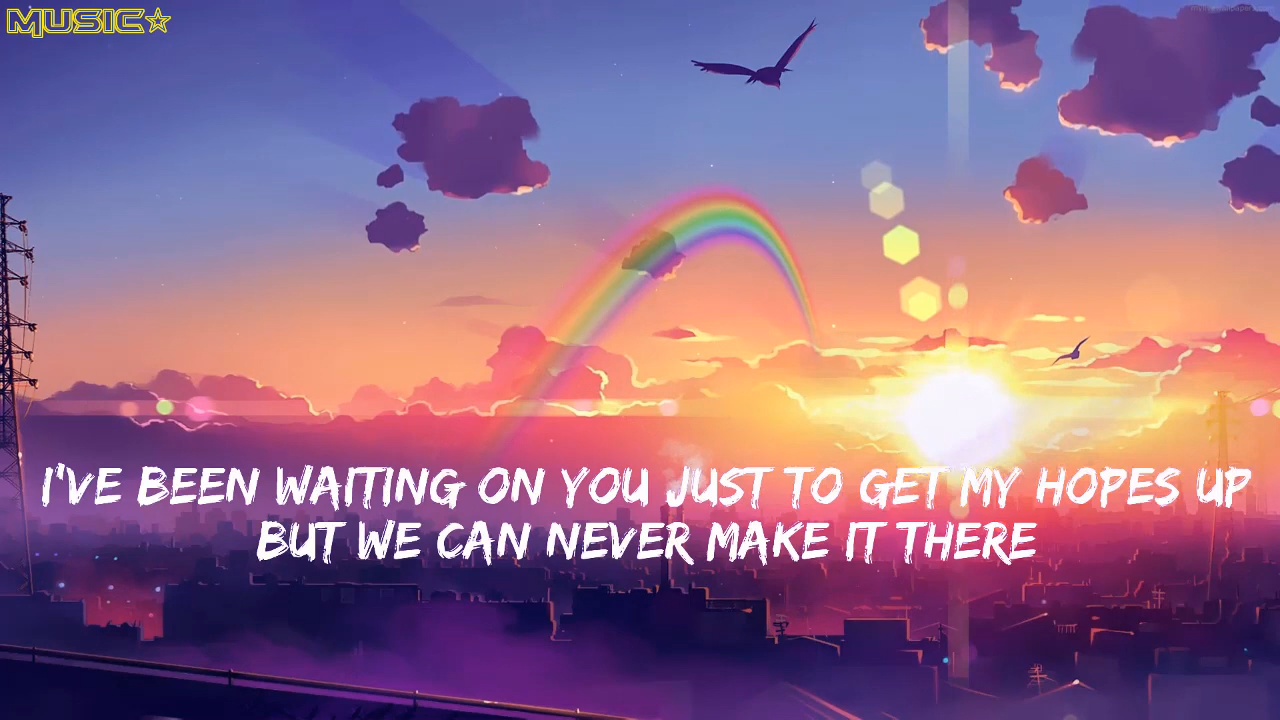 MUSIC☆
I'VE BEEN WAITING ON YOU JUST TO GET MY HOPES UP
BUT WE CAN NEVER MAKE IT THERE